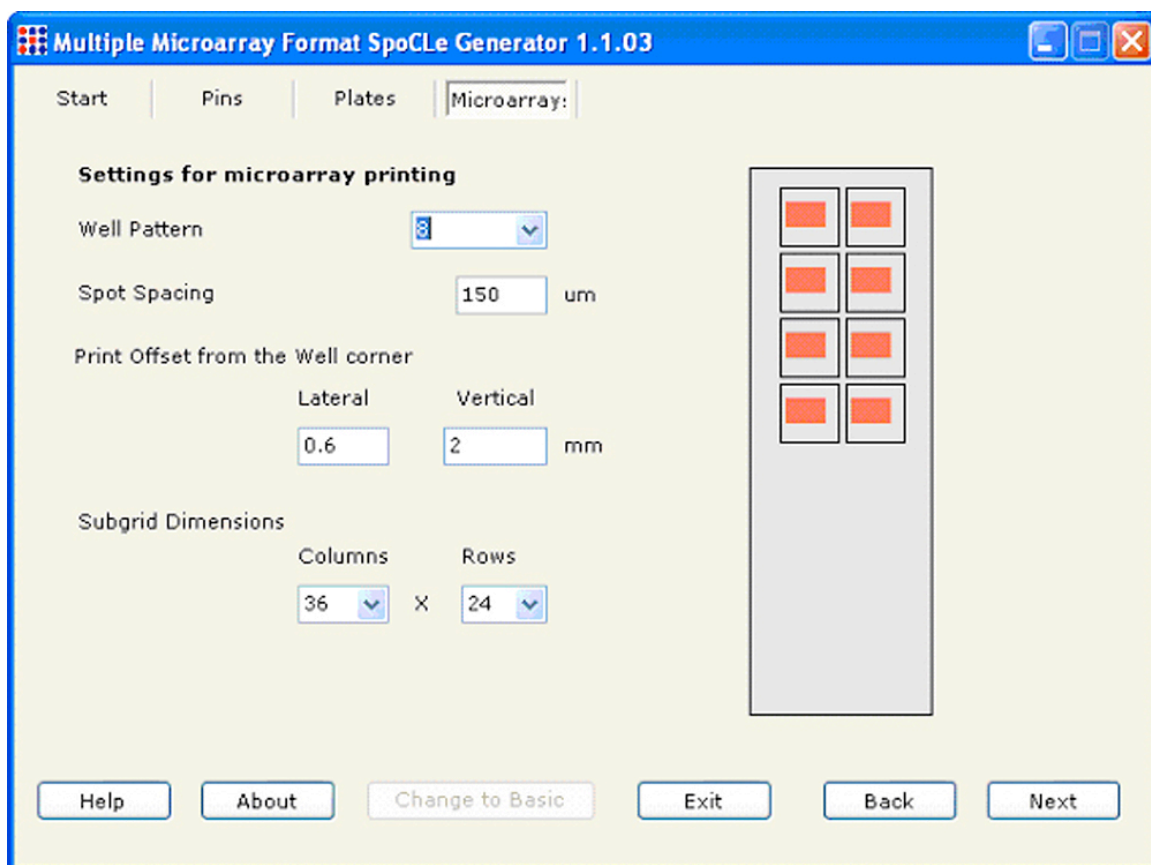 Multiple Microarray Format SpoCLe Generator 1.1.03
Start Pins Plates Microarray:
Settings for microarray printing
Well Pattern 8
Spot Spacing 150 um
Print Offset from the Well corner
Lateral Vertical
0.6 2 mm
Subgrid Dimensions
Columns Rows
36 X 24
Help About Change to Basic Exit Back Next